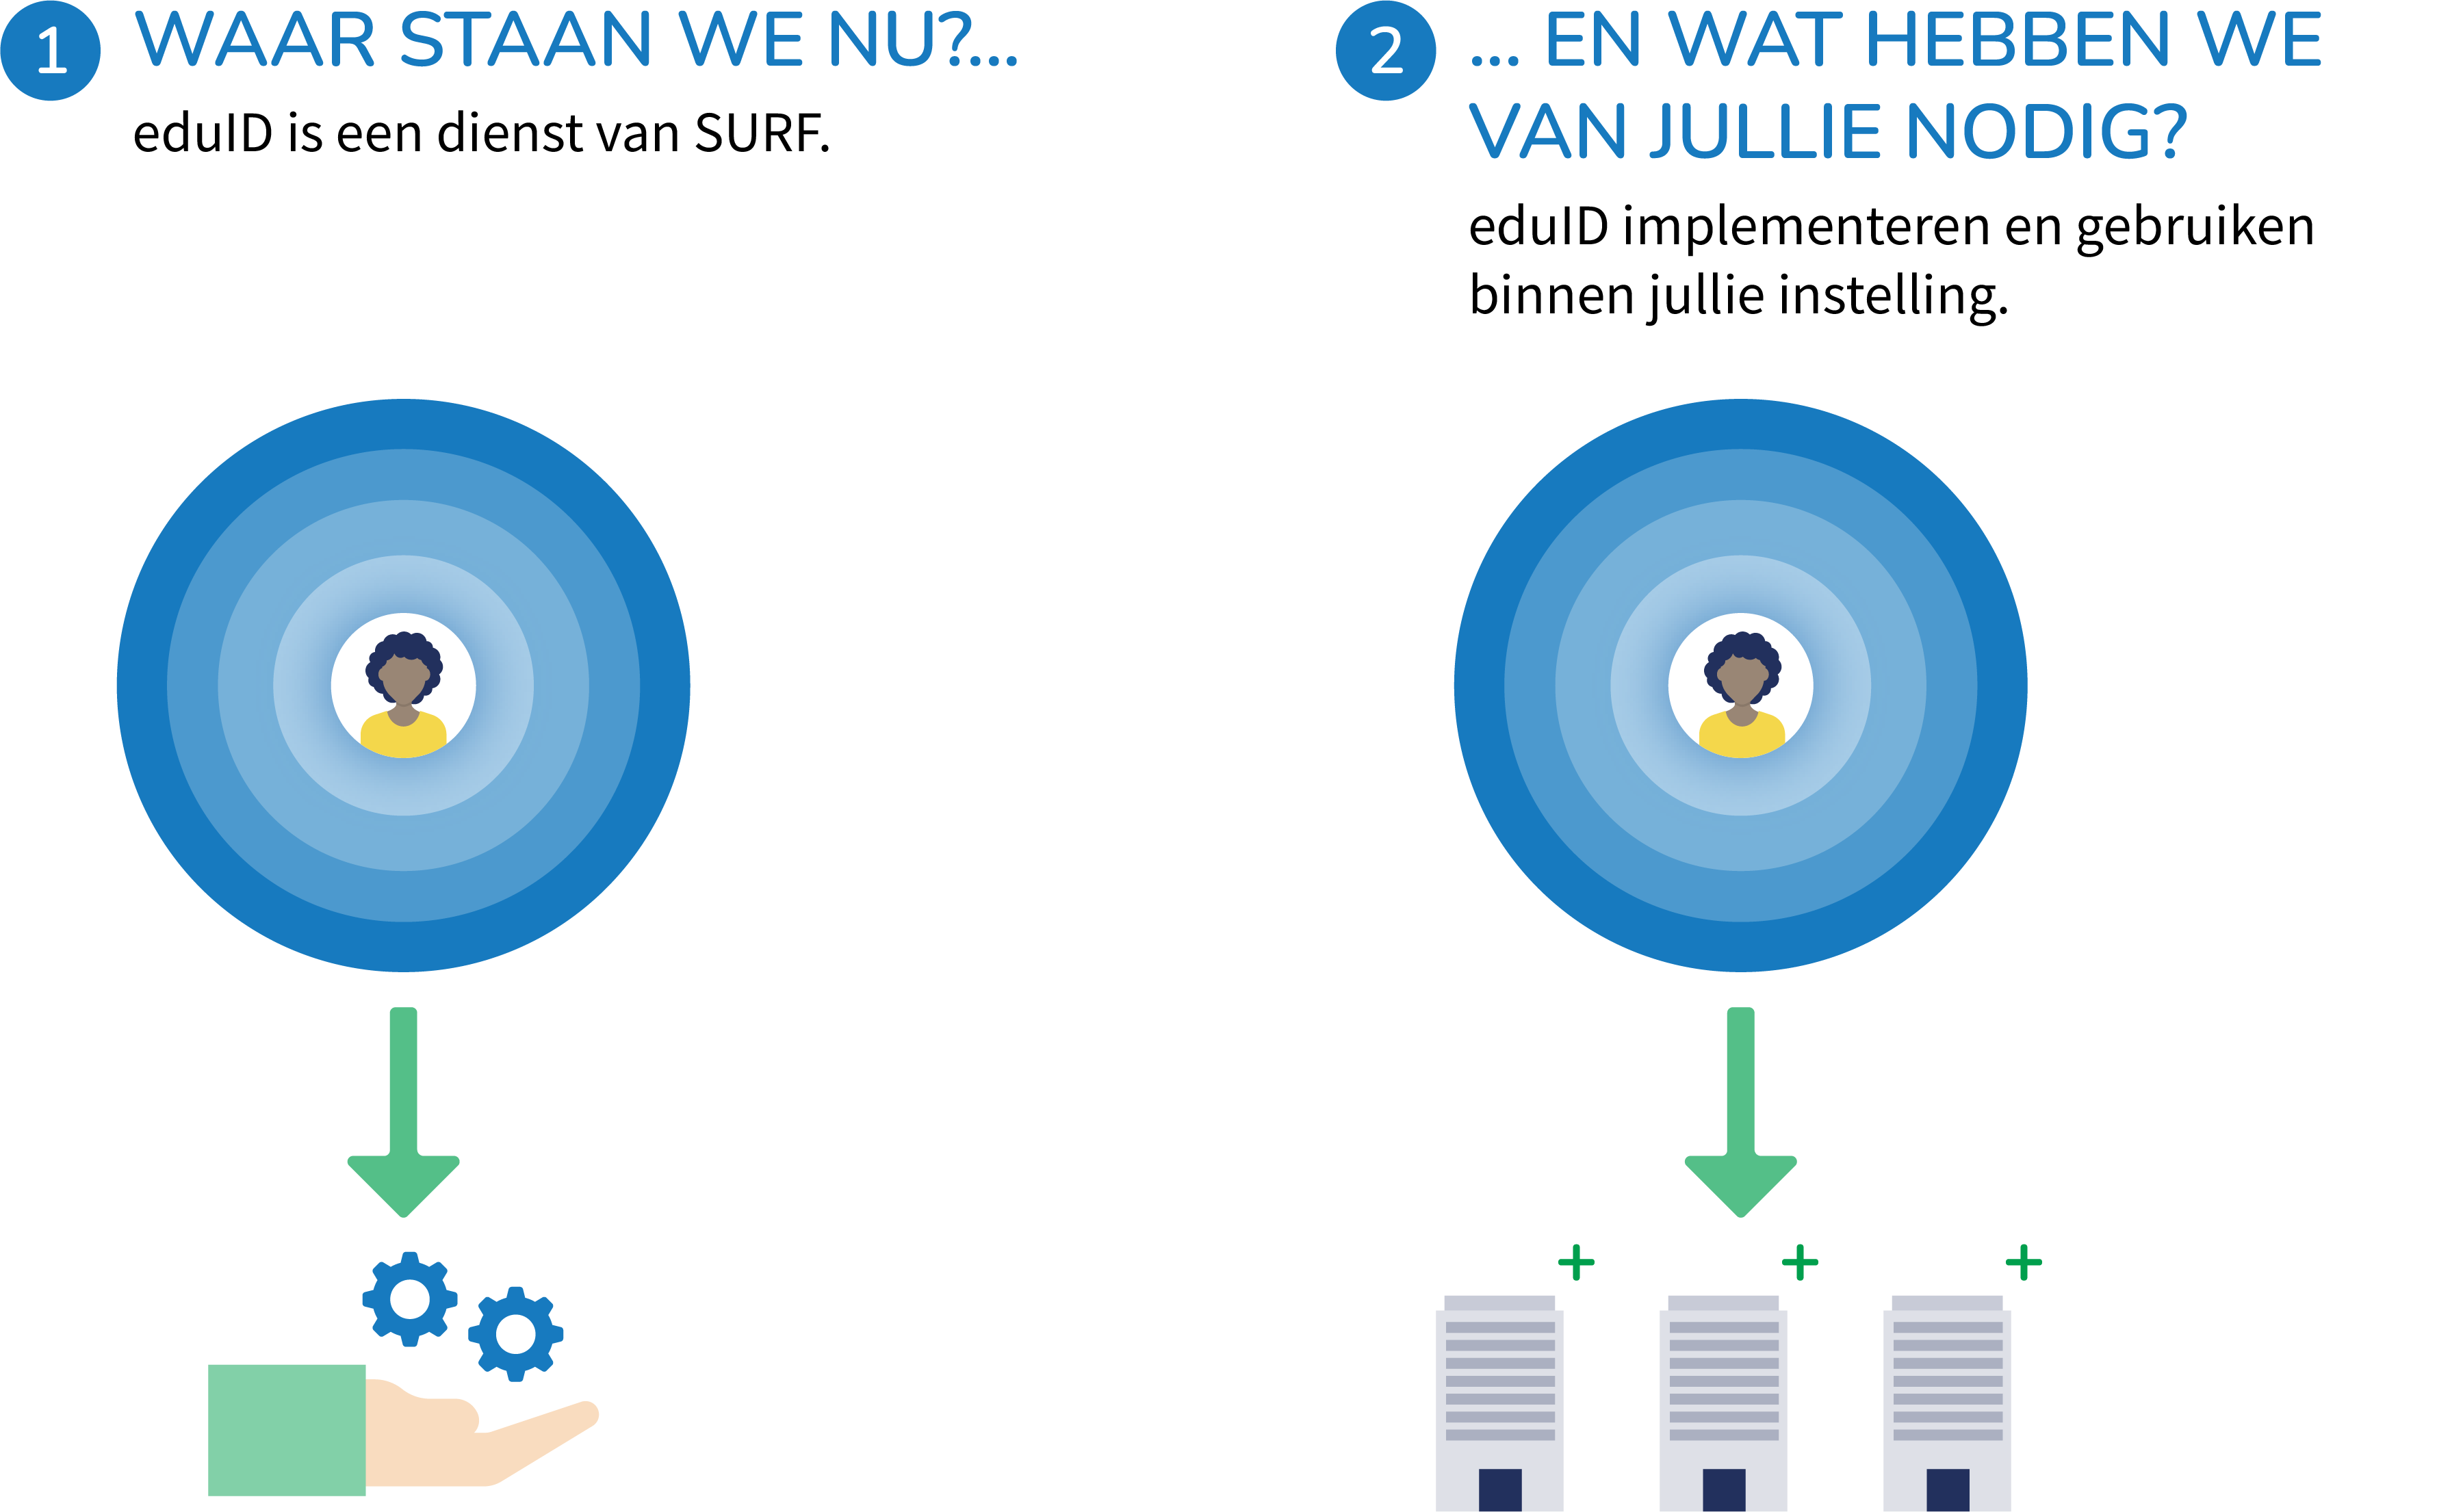 1
WAAR STAAN WE NU?...
eduID is een dienst van SURF.
2
... EN WAT HEBBEN WE
VAN JULLIE NODIG?
eduID implementeren en gebruiken
binnen jullie instelling.